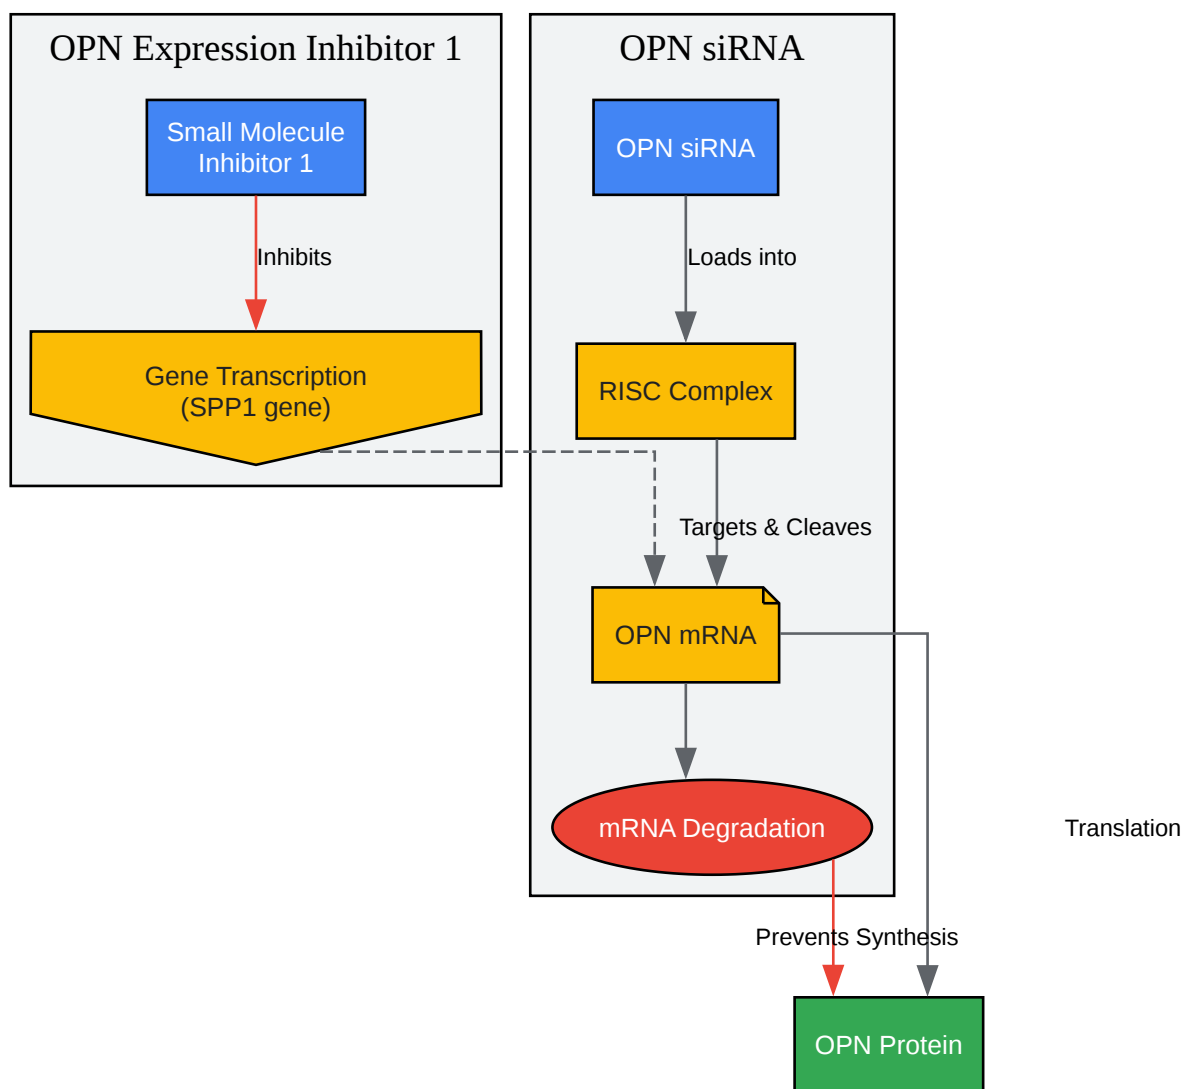 OPN Expression Inhibitor 1
OPN siRNA
Small Molecule
Inhibitor 1
OPN siRNA
Inhibits
Loads into
Gene Transcription
(SPP1 gene)
RISC Complex
Targets & Cleaves
OPN mRNA
mRNA Degradation
Translation
Prevents Synthesis
OPN Protein